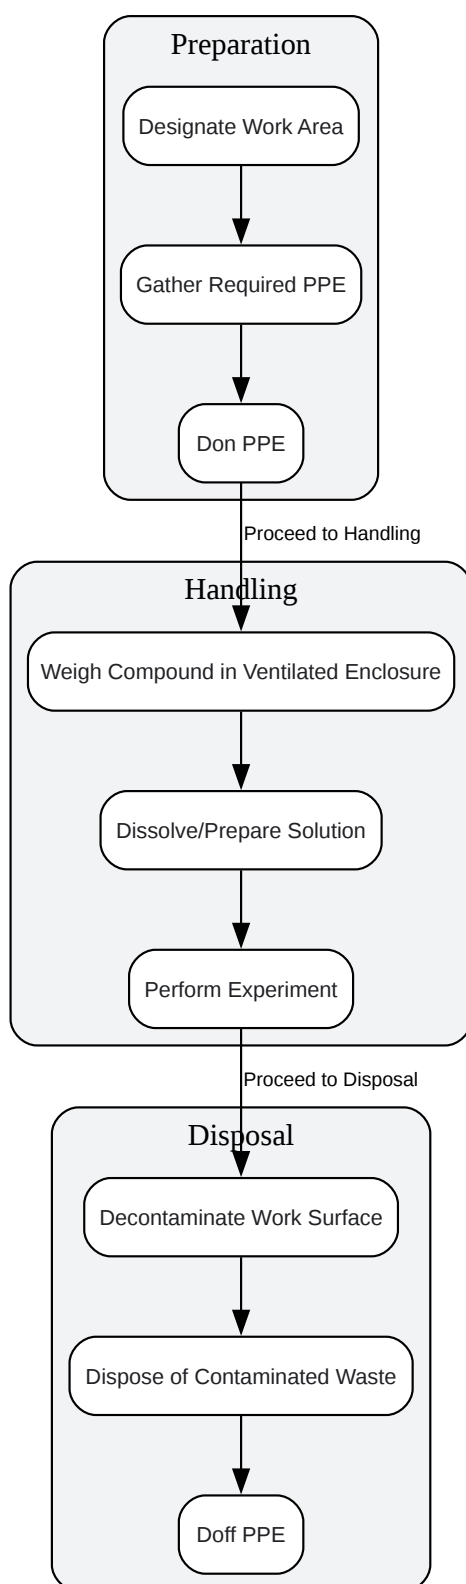 Preparation
Designate Work Area
Gather Required PPE
Don PPE
Proceed to Handling
Handling
Weigh Compound in Ventilated Enclosure
Dissolve/Prepare Solution
Perform Experiment
Proceed to Disposal
Disposal
Decontaminate Work Surface
Dispose of Contaminated Waste
Doff PPE